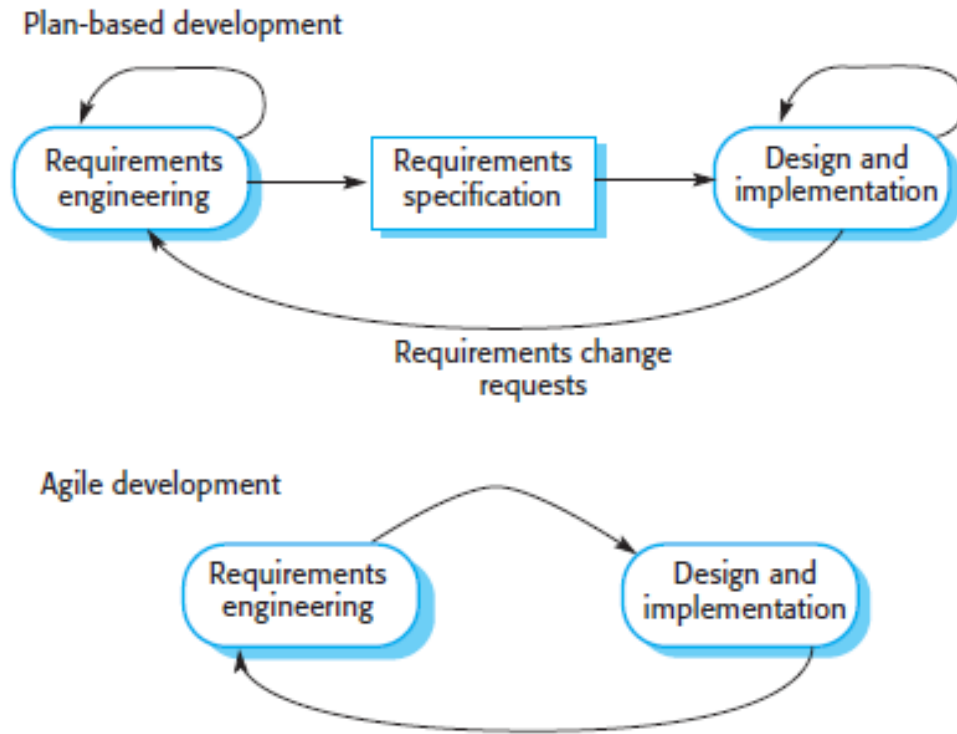 Plan-based development
Requirements
engineering
Requirements
specification
Design and
implementation
Requirements change
requests
Agile development
Requirements
engineering
Design and
implementation